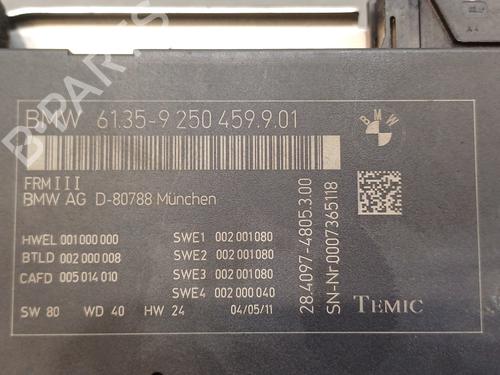 BMW 61.35-9 250 459.9.01
BMW
FRM III
BMW AG D-80788 München
HWEL 001 000 000
BTLD 002 000 008
CAFD 005 014 010
SWE1 002 001 080
SWE2 002 001 080
SWE3 002 001 080
SWE4 002 000 040
SW 80 WD 40 HW 24 04/05/11
28.4097-4805.3.00
SN-Nr.0007365118
TEMIC
B-PARTS